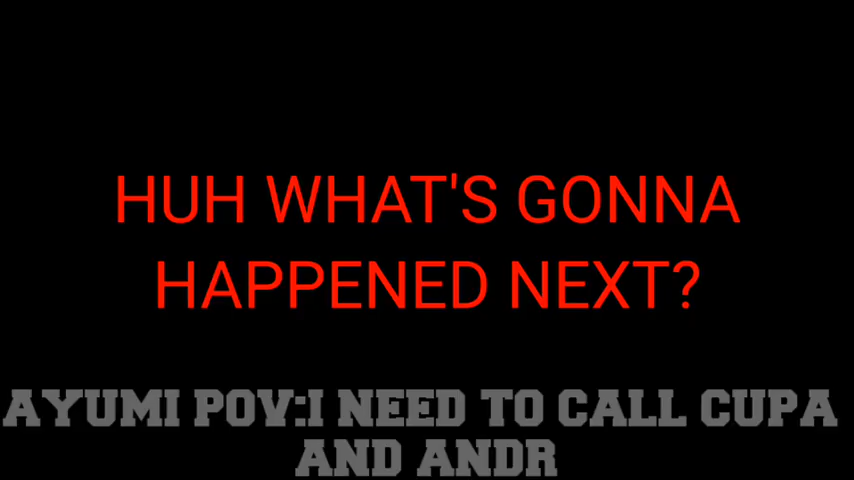 HUH WHAT'S GONNA
HAPPENED NEXT?
AYUMI POV:I NEED TO CALL CUPA
AND ANDR